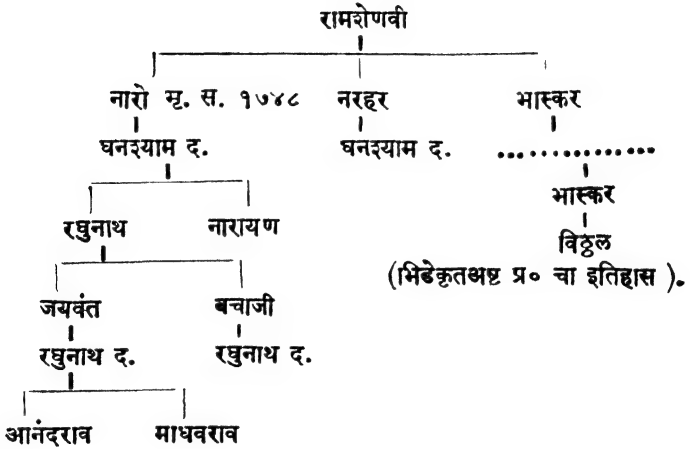 रामशेणवी
नारो मृ. स. १७४८ नरहर भास्कर
घनश्याम द. घनश्याम द. ..............
भास्कर
रघुनाथ नारायण
विठ्ठल
(भिडेकृतअष्ट प्र० चा इतिहास ).
जयवंत बचाजी
रघुनाथ द. रघुनाथ द.
आनंदराव माधवराव